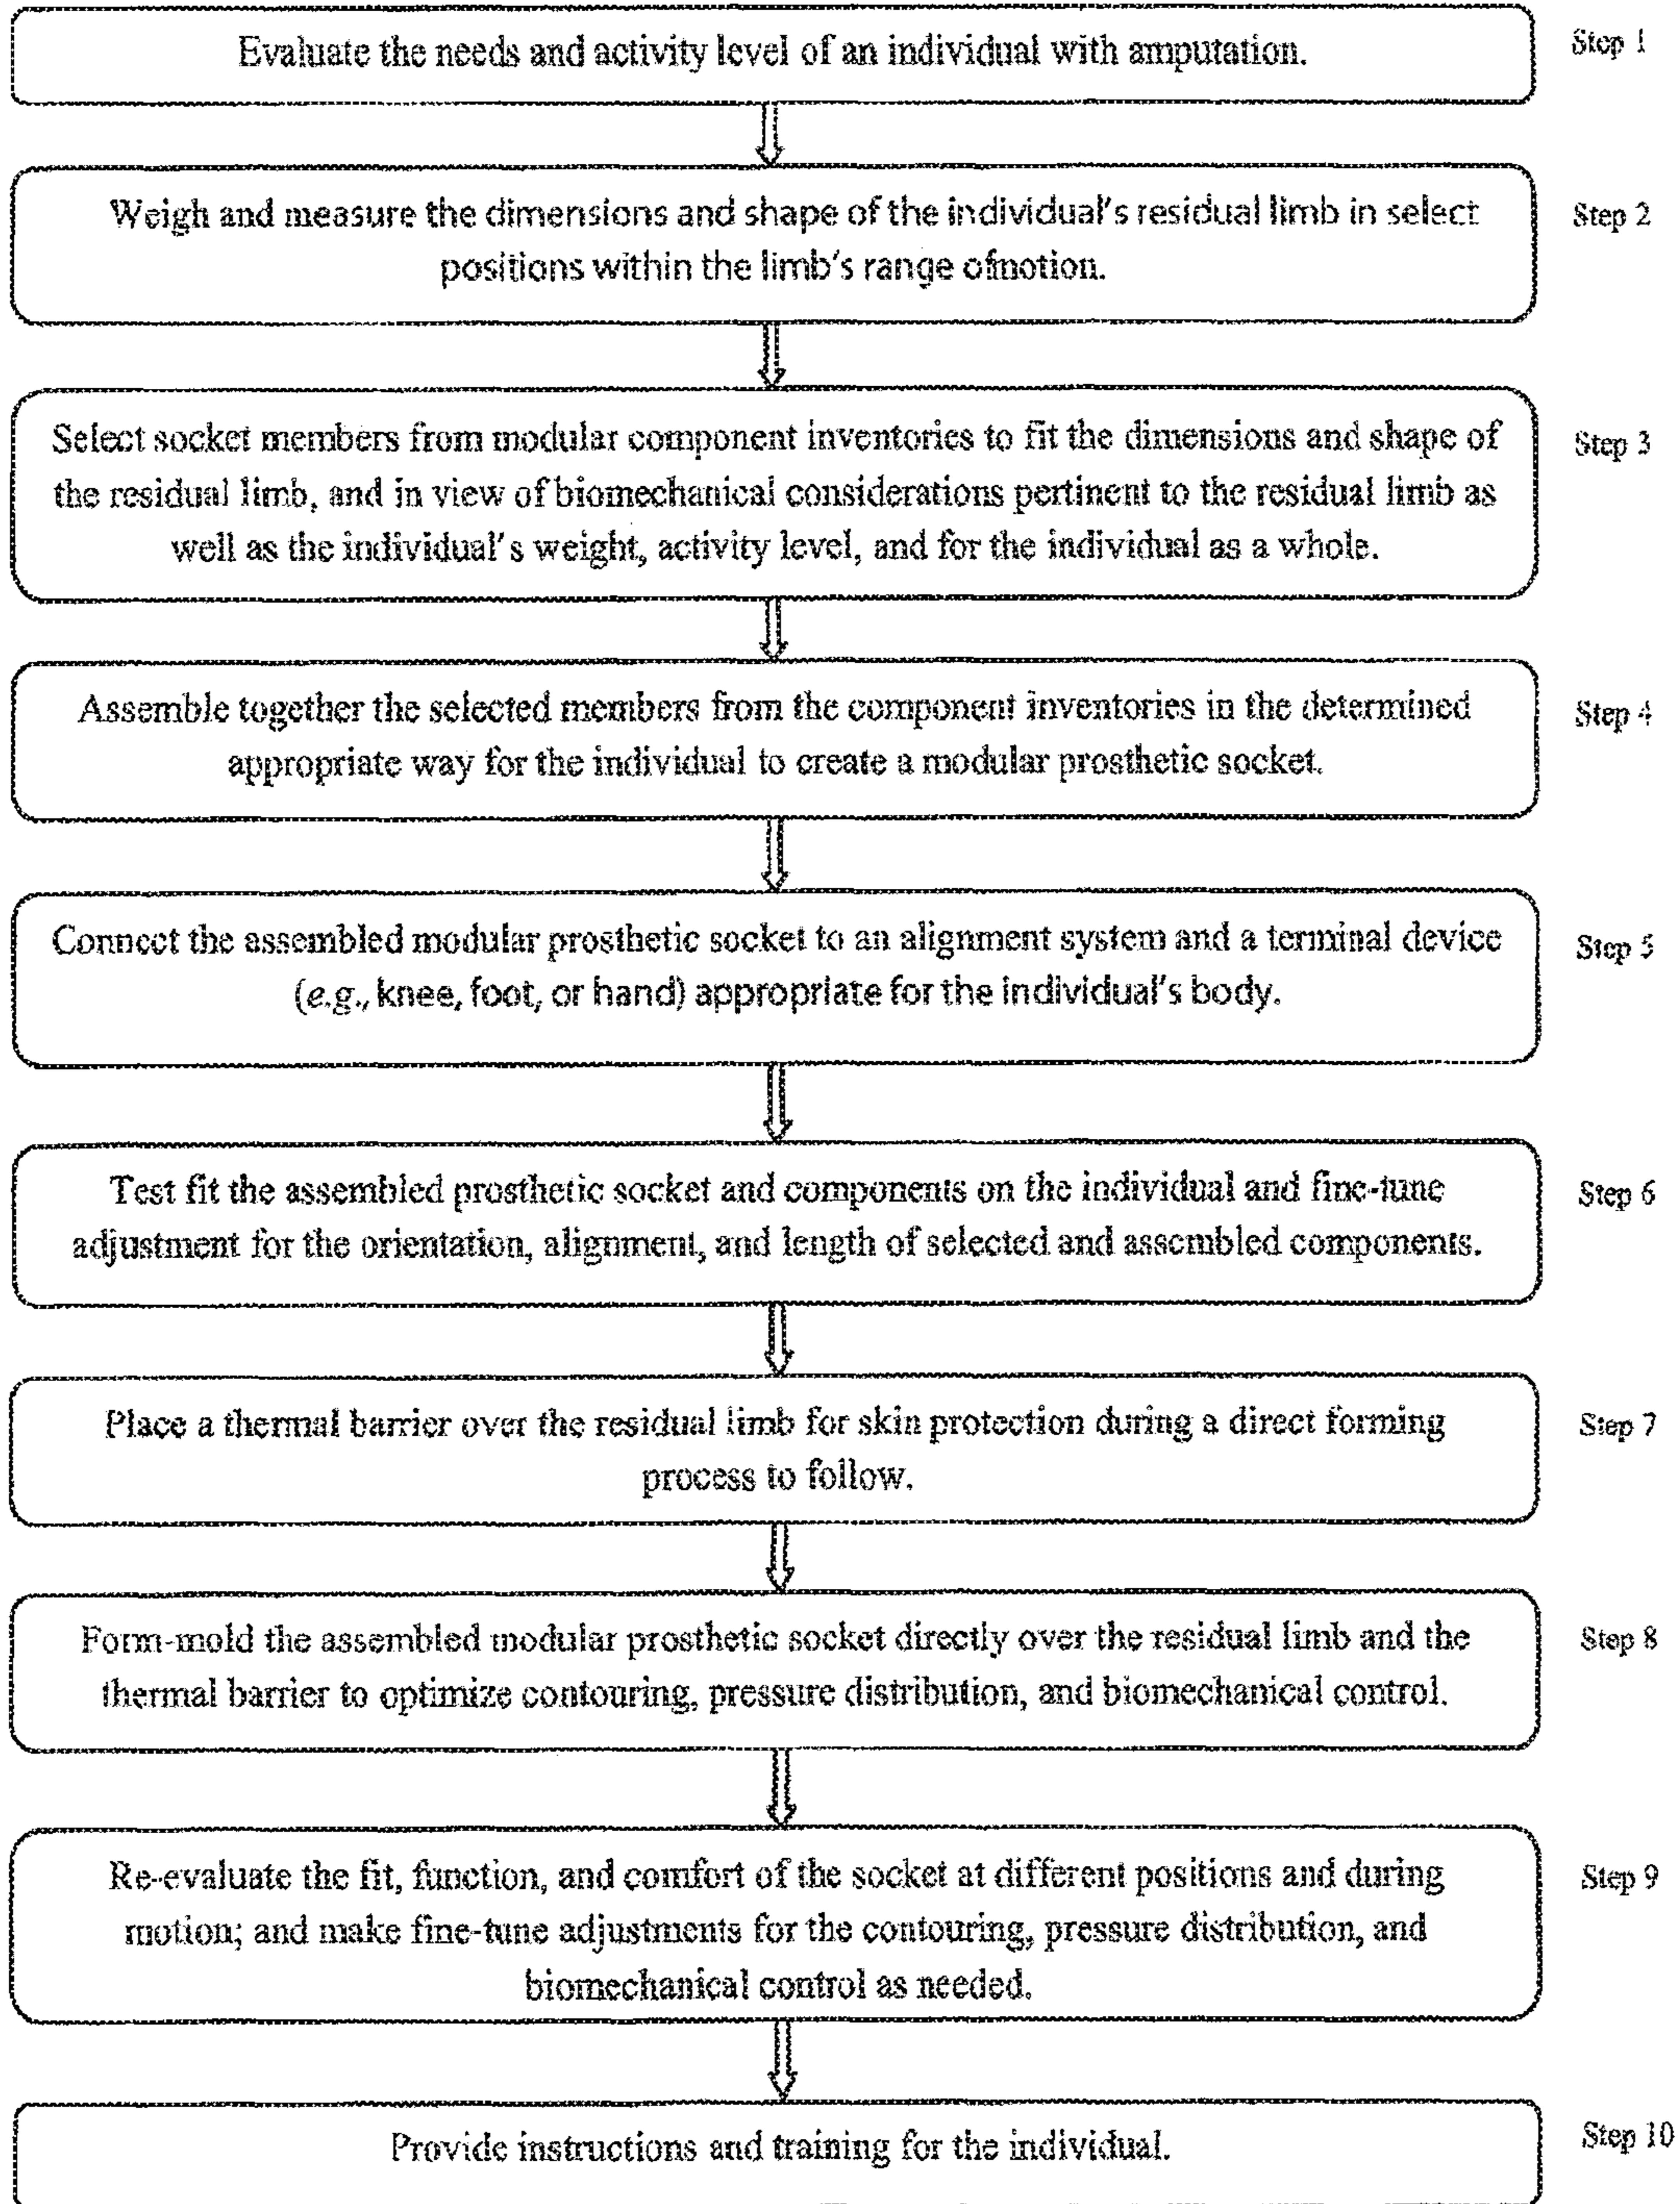 Evaluate the needs and activity level of an individual with amputation.
Step 1
Weigh and measure the dimensions and shape of the individual's residual limb in select
positions within the limb's range ofmotion.
Step 2
Select socket members from modular component inventories to fit the dimensions and shape of
the residual limb, and in view of biomechanical considerations pertinent to the residual limb as
well as the individual's weight, activity level, and for the individual as a whole.
Step 3
Assemble together the selected members from the component inventories in the determined
appropriate way for the individual to create a modular prosthetic socket.
Step 4
Connect the assembled modular prosthetic socket to an alignment system and a terminal device
(e.g., knee, foot, or hand) appropriate for the individual's body.
Step 5
Test fit the assembled prosthetic socket and components on the individual and fine-tune
adjustment for the orientation, alignment, and length of selected and assembled components.
Step 6
Place a thermal barrier over the residual limb for skin protection during a direct forming
process to follow.
Step 7
Form-mold the assembled modular prosthetic socket directly over the residual limb and the
thermal barrier to optimize contouring, pressure distribution, and biomechanical control.
Step 8
Re-evaluate the fit, function, and comfort of the socket at different positions and during
motion; and make fine-tune adjustments for the contouring, pressure distribution, and
biomechanical control as needed.
Step 9
Provide instructions and training for the individual.
Step 10